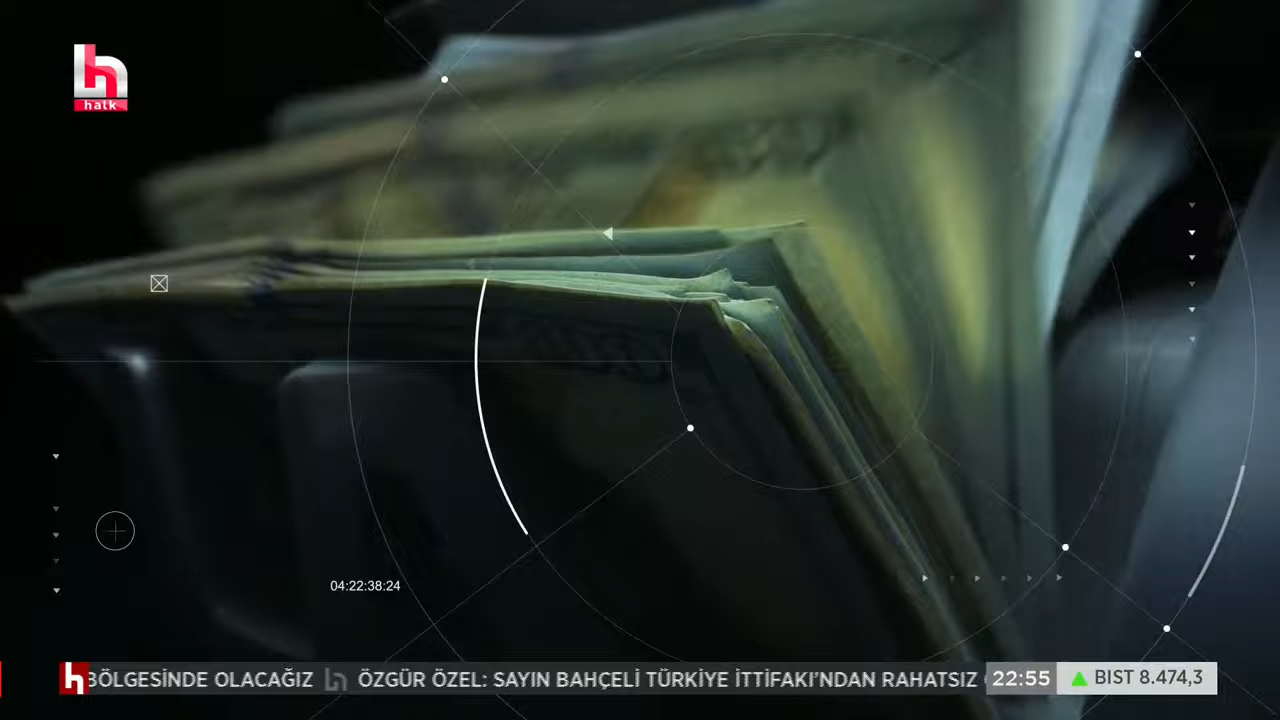 halk
04:22:38:24
BÖLGESİNDE OLACAĞIZ ÖZGÜR ÖZEL: SAYIN BAHÇELİ TÜRKİYE İTTİFAKI'NDAN RAHATSIZ 22:55 BIST 8.474,3